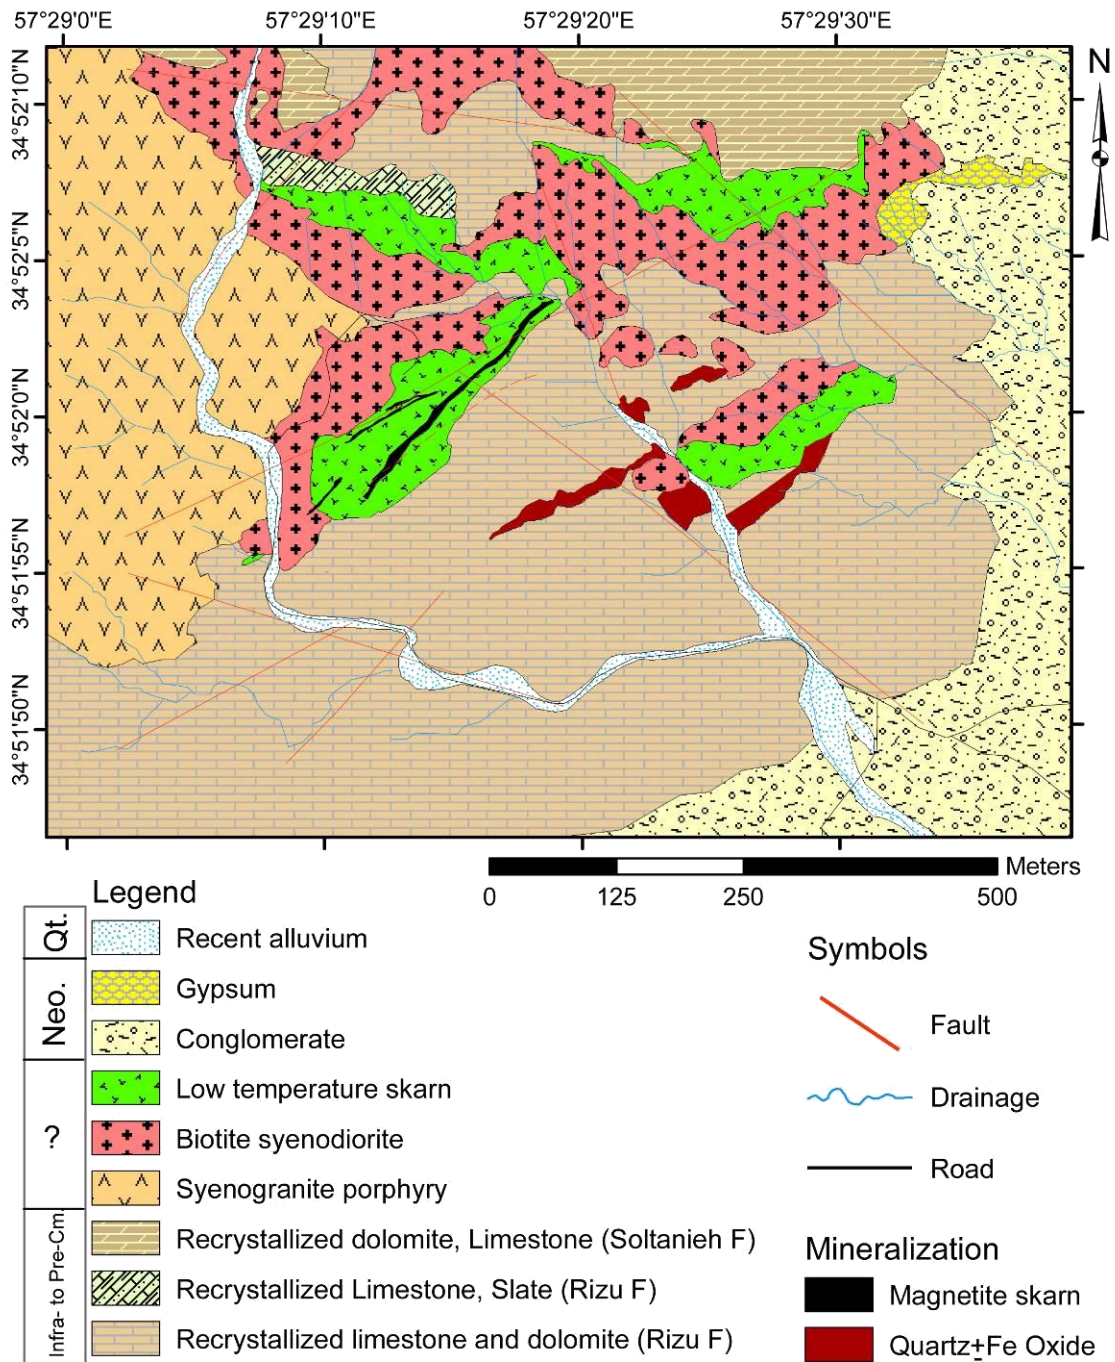 57°29'0"E 57°29'10"E 57°29'20"E 57°29'30"E
N
34°52'10"N
34°52'5"N
34°52'0"N
34°51'55"N
34°51'50"N
Meters
0 125 250 500
Legend
Qt.
Recent alluvium
Neo.
Gypsum
Conglomerate
?
Low temperature skarn
Biotite syenodiorite
Syenogranite porphyry
Infra- to Pre-Cm.
Recrystallized dolomite, Limestone (Soltanieh F)
Recrystallized Limestone, Slate (Rizu F)
Recrystallized limestone and dolomite (Rizu F)
Symbols
Fault
Drainage
Road
Mineralization
Magnetite skarn
Quartz±Fe Oxide